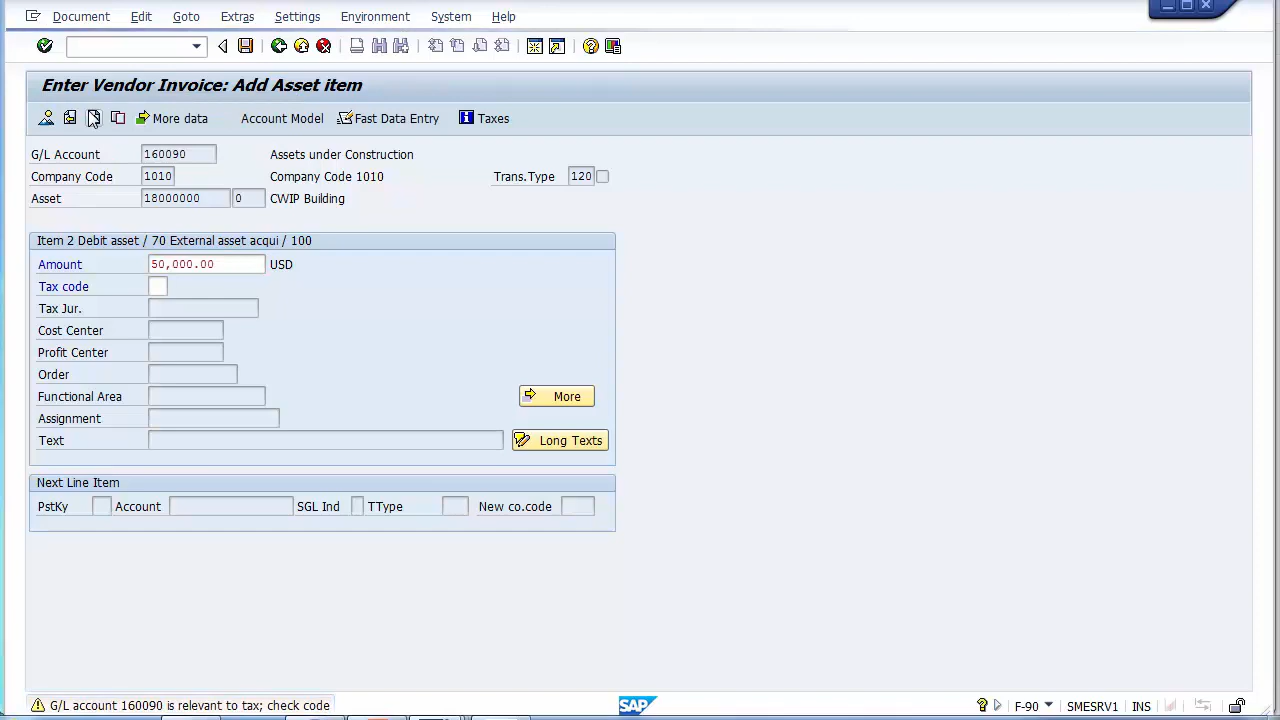 Document Edit Goto Extras Settings Environment System Help
Enter Vendor Invoice: Add Asset item
More data Account Model Fast Data Entry Taxes
G/L Account 160090 Assets under Construction
Company Code 1010 Company Code 1010 Trans.Type 120
Asset 18000000 0 CWIP Building
Item 2 Debit asset / 70 External asset acqui / 100
Amount 50,000.00 USD
Tax code
Tax Jur.
Cost Center
Profit Center
Order
Functional Area More
Assignment
Text Long Texts
Next Line Item
PstKy Account SGL Ind TType New co.code
G/L account 160090 is relevant to tax; check code SAP F-90 SMESRV1 INS